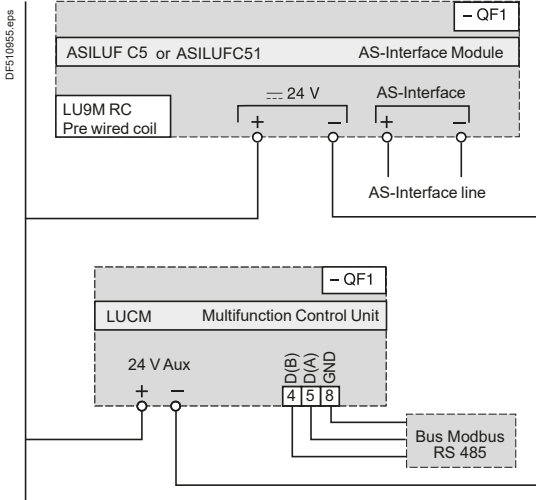 DF510955.eps
– QF1
ASILUF C5 or ASILUFC51 AS-Interface Module
LU9M RC
Pre wired coil
⎓ 24 V
AS-Interface
+ – + –
AS-Interface line
– QF1
LUCM Multifunction Control Unit
24 V Aux
+ –
D(B) D(A) GND
4 5 8
Bus Modbus
RS 485